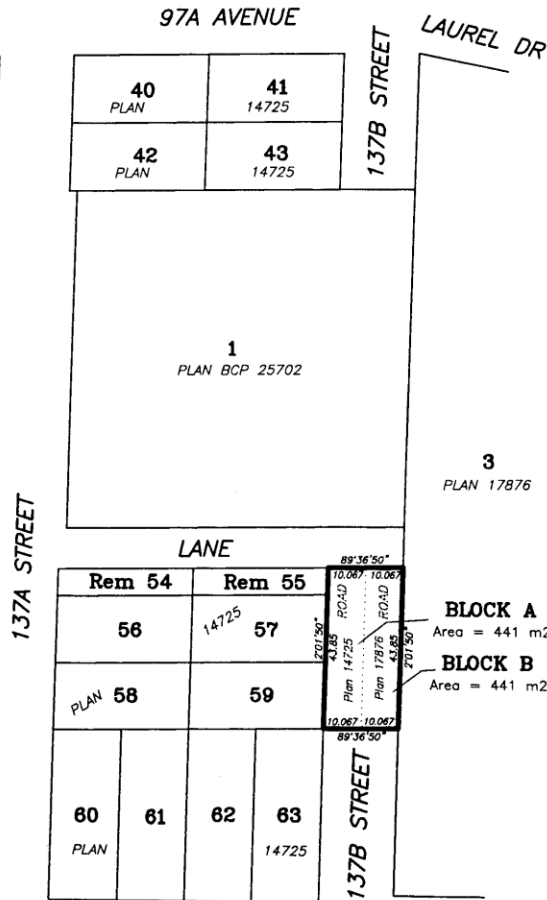 97A AVENUE
LAUREL DR
137B STREET
40
PLAN
41
14725
42
PLAN
43
14725
1
PLAN BCP 25702
3
PLAN 17876
137A STREET
LANE
Rem 54
Rem 55
56
14725
57
PLAN 58
59
89°36'50"
10.067
10.067
ROAD
ROAD
2°01'50"
43.85
Plan 14725
Plan 17876
43.85
2°01'50"
BLOCK A
Area = 441 m2
BLOCK B
Area = 441 m2
10.067
10.067
89°36'50"
60
PLAN
61
62
63
14725
137B STREET